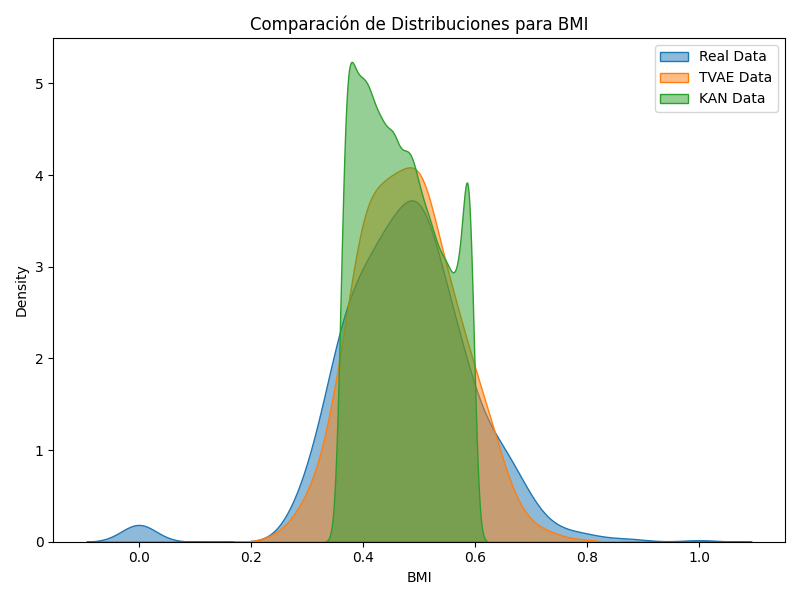 Comparación de Distribuciones para BMI
Real Data
TVAE Data
KAN Data
Density
5
4
3
2
1
0
0.0 0.2 0.4 0.6 0.8 1.0
BMI